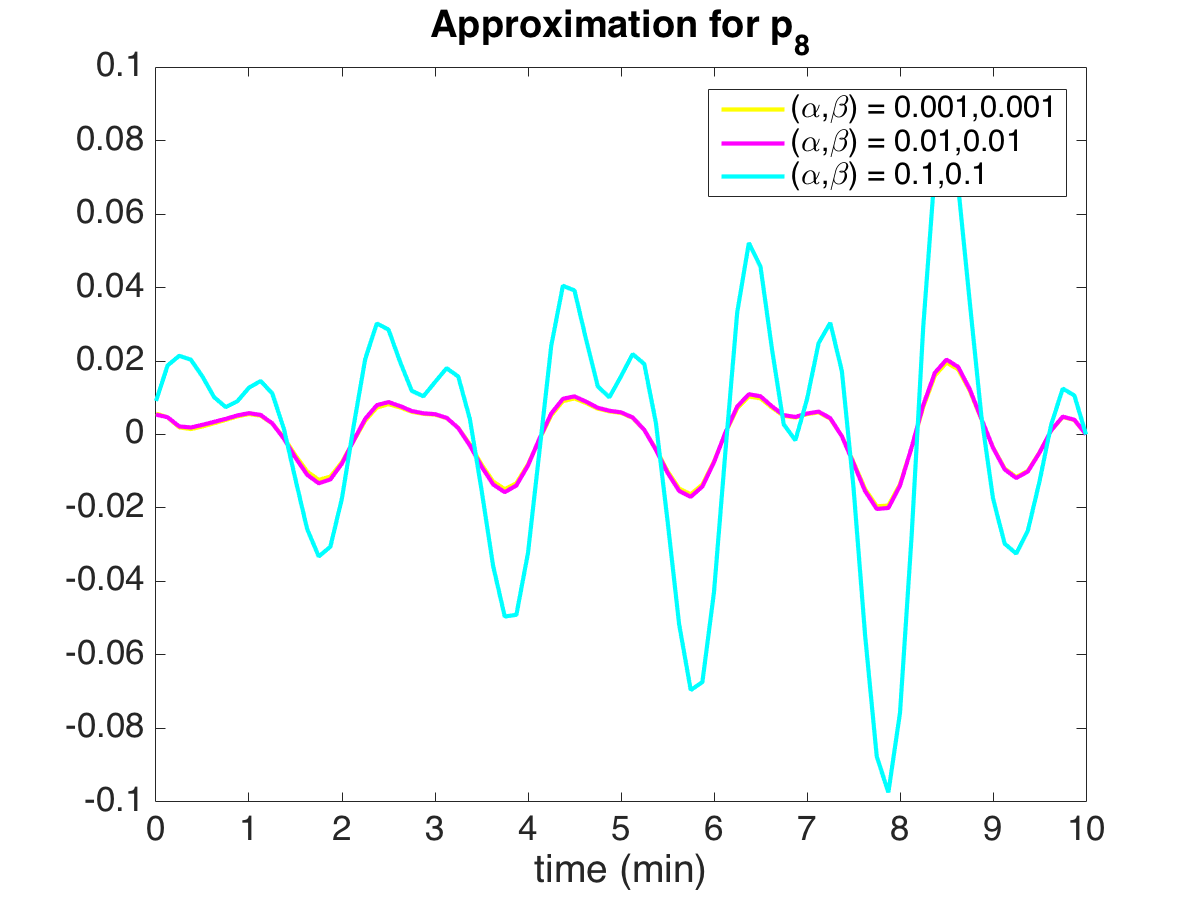 Approximation for p₈
0.1
0.08
0.06
0.04
0.02
0
-0.02
-0.04
-0.06
-0.08
-0.1
(α,β) = 0.001,0.001
(α,β) = 0.01,0.01
(α,β) = 0.1,0.1
0 1 2 3 4 5 6 7 8 9 10
time (min)